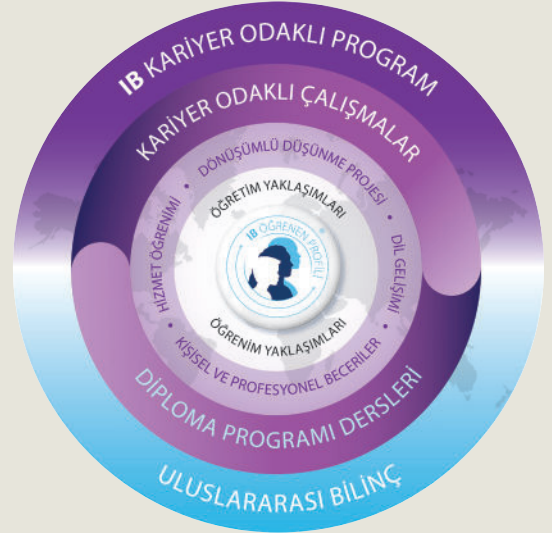 IB KARİYER ODAKLI PROGRAM
KARİYER ODAKLI ÇALIŞMALAR
DÖNÜŞÜMLÜ DÜŞÜNME PROJESİ
HİZMET ÖĞRENİMİ
DİL GELİŞİMİ
ÖĞRETİM YAKLAŞIMLARI
IB ÖĞRENEN PROFİLİ
ÖĞRENİM YAKLAŞIMLARI
KİŞİSEL VE PROFESYONEL BECERİLER
DİPLOMA PROGRAMI DERSLERİ
ULUSLARARASI BİLİNÇ